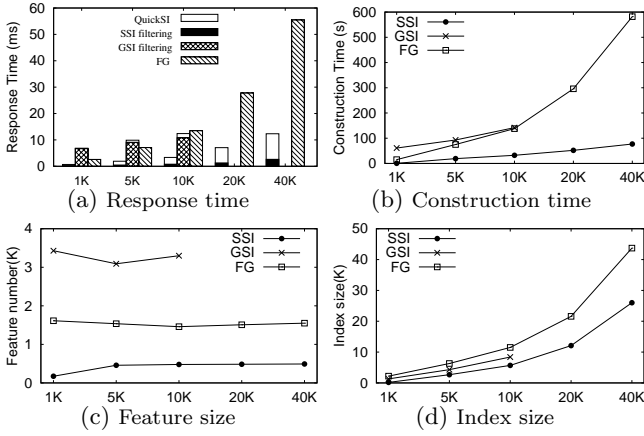 Response Time (ms)
60
50
40
30
20
10
0
QuickSI
SSI filtering
GSI filtering
FG
1K 5K 10K 20K 40K
(a) Response time
Construction Time (s)
600
500
400
300
200
100
0
SSI
GSI
FG
1K 5K 10K 20K 40K
(b) Construction time
Feature number(K)
4
3
2
1
0
SSI
GSI
FG
1K 5K 10K 20K 40K
(c) Feature size
Index size(K)
50
40
30
20
10
0
SSI
GSI
FG
1K 5K 10K 20K 40K
(d) Index size